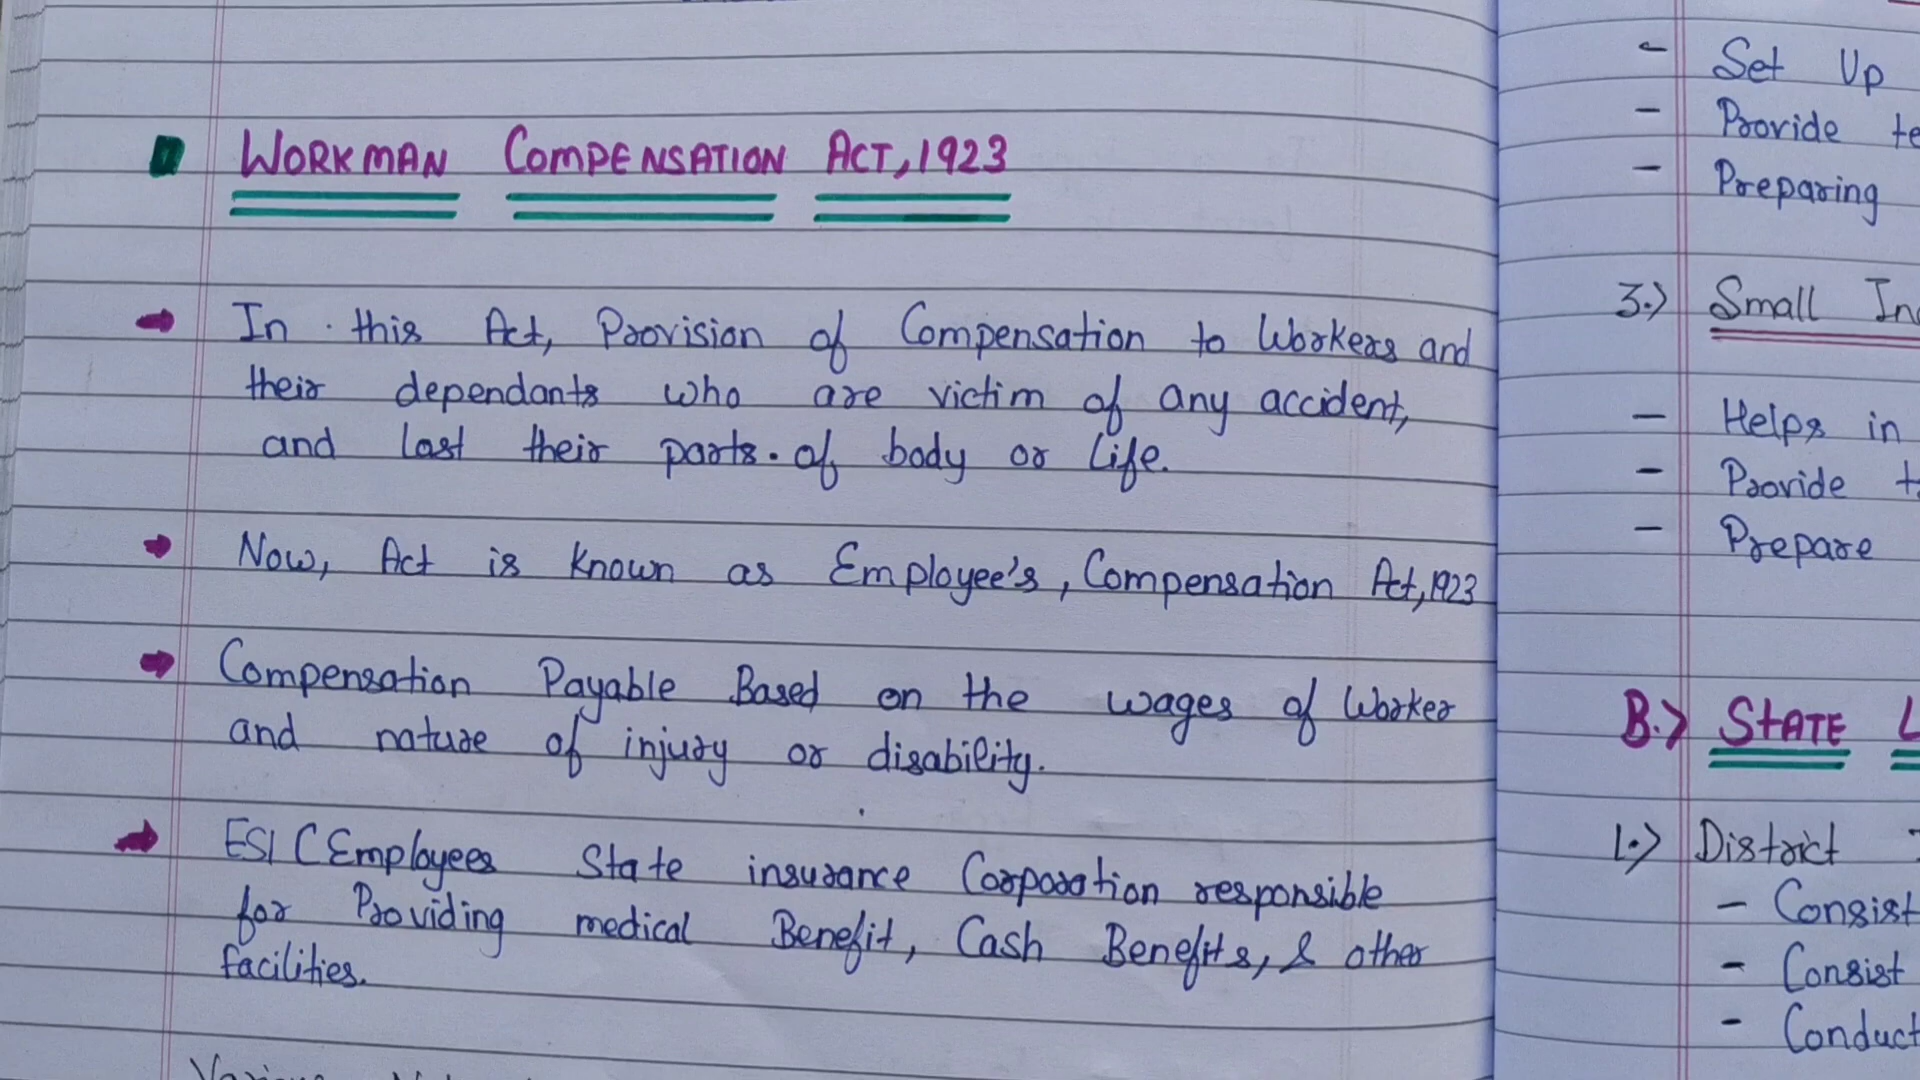 WORKMAN COMPENSATION ACT, 1923
In this Act, Provision of Compensation to Workers and
their dependants who are victim of any accident,
and lost their parts of body or Life.
Now, Act is known as Employee's, Compensation Act, 1923
Compensation Payable Based on the wages of Worker
and nature of injury or disability.
ESI C Employees State insurance Corporation responsible
for Providing medical Benefit, Cash Benefits, & other
facilities.
Set Up
- Provide
- Preparing
3.) Small
- Helps in
- Provide
- Prepare
B.) STATE
1.) District
- Consist
- Consist
- Conduct